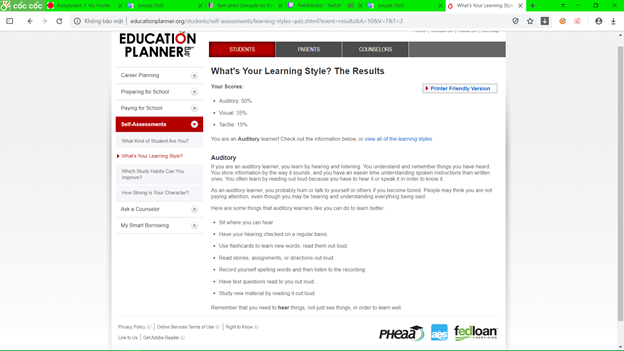 cốc cốc
Assignment 1: My Profile
Google Dịch
Xem phim Shingeki no
PinkWardlol - Twitch
Google Dịch
What's Your Learning Style?
Không bảo mật | educationplanner.org/students/self-assessments/learning-styles-quiz.shtml?event=results&A=10&V=7&T=3
EDUCATION
PLANNER.org
STUDENTS
PARENTS
COUNSELORS
Career Planning
Preparing for School
Paying for School
Self-Assessments
What Kind of Student Are You?
What's Your Learning Style?
Which Study Habits Can You
Improve?
How Strong Is Your Character?
Ask a Counselor
My Smart Borrowing
What's Your Learning Style? The Results
Your Scores:
Printer Friendly Version
• Auditory: 50%
• Visual: 35%
• Tactile: 15%
You are an Auditory learner! Check out the information below, or view all of the learning styles.
Auditory
If you are an auditory learner, you learn by hearing and listening. You understand and remember things you have heard.
You store information by the way it sounds, and you have an easier time understanding spoken instructions than written
ones. You often learn by reading out loud because you have to hear it or speak it in order to know it.
As an auditory learner, you probably hum or talk to yourself or others if you become bored. People may think you are not
paying attention, even though you may be hearing and understanding everything being said.
Here are some things that auditory learners like you can do to learn better.
• Sit where you can hear.
• Have your hearing checked on a regular basis.
• Use flashcards to learn new words; read them out loud.
• Read stories, assignments, or directions out loud.
• Record yourself spelling words and then listen to the recording.
• Have test questions read to you out loud.
• Study new material by reading it out loud.
Remember that you need to hear things, not just see things, in order to learn well.
Privacy Policy | Online Services Terms of Use | Right to Know
Link to Us | Get Adobe Reader
PHEAA
aes
fedloan
SERVICING